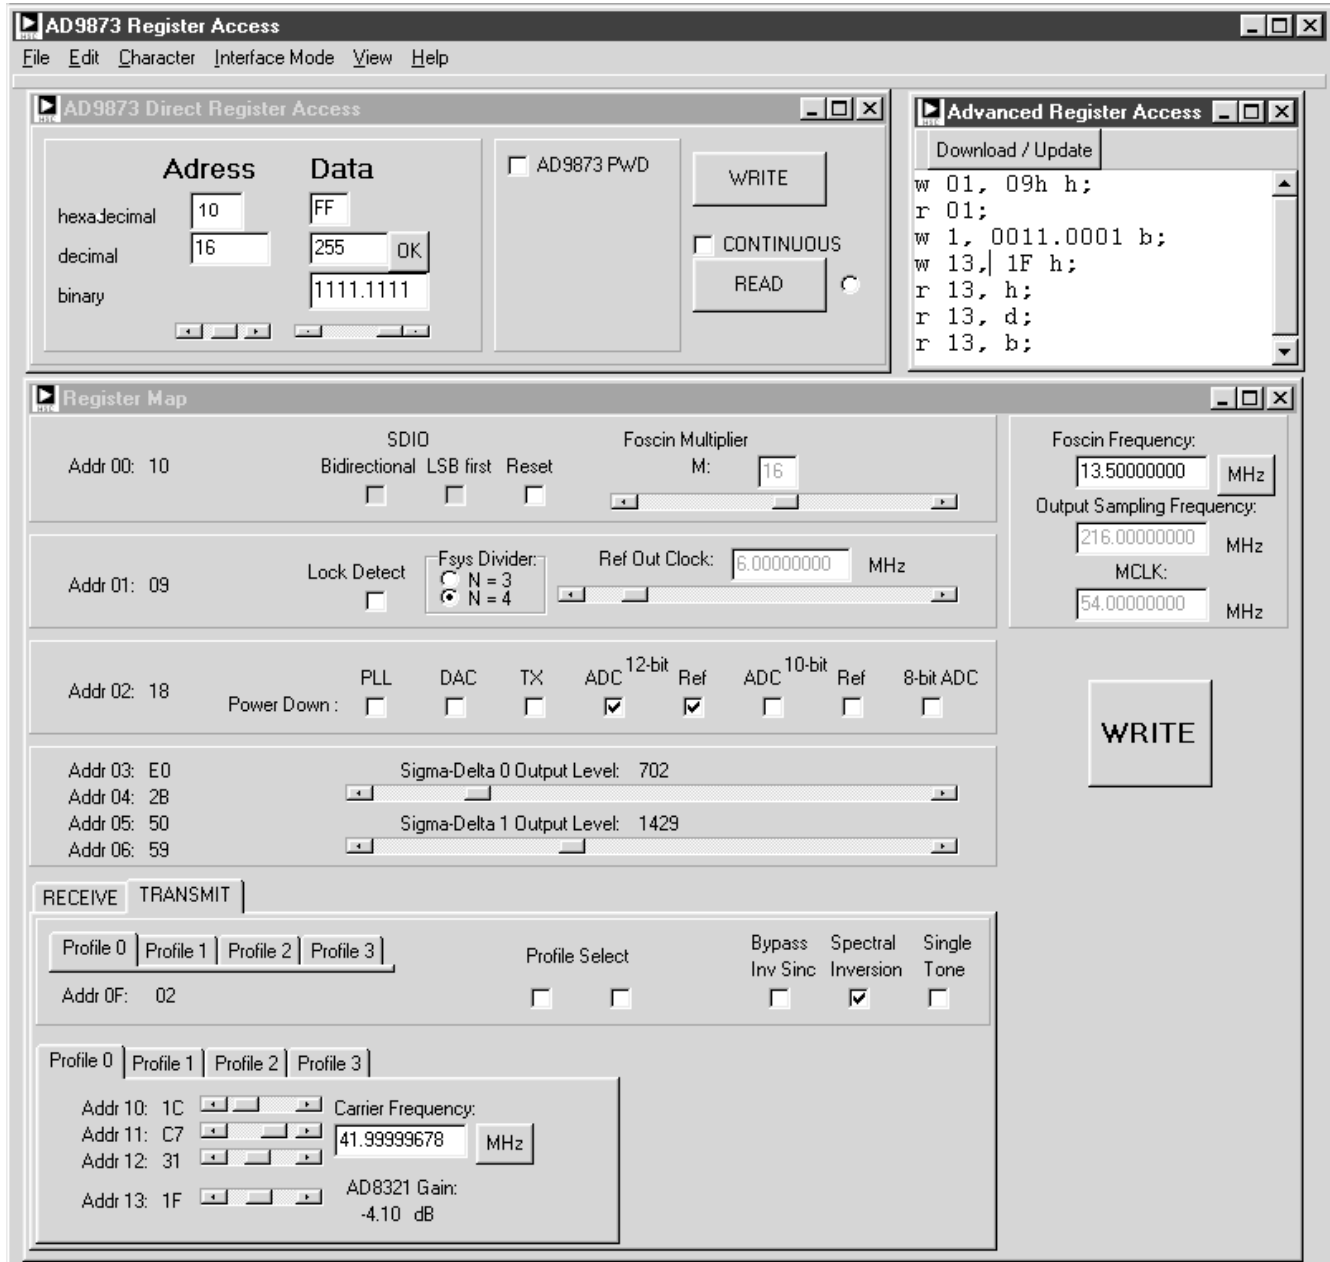 AD9873 Register Access
File Edit Character Interface Mode View Help
AD9873 Direct Register Access
Adress Data
hexadecimal 10 FF
decimal 16 255 OK
binary 1111.1111
AD9873 PWD
WRITE
CONTINUOUS
READ
Advanced Register Access
Download / Update
w 01, 09h h;
r 01;
w 1, 0011.0001 b;
w 13, 1F h;
r 13, h;
r 13, d;
r 13, b;
Register Map
Addr 00: 10
SDIO
Bidirectional LSB first Reset
Foscin Multiplier
M: 16
Foscin Frequency:
13.50000000 MHz
Output Sampling Frequency:
216.00000000 MHz
MCLK:
54.00000000 MHz
Addr 01: 09
Lock Detect
Fsys Divider:
N = 3
N = 4
Ref Out Clock: 6.00000000 MHz
Addr 02: 18
Power Down :
PLL DAC TX ADC 12-bit Ref ADC 10-bit Ref 8-bit ADC
WRITE
Addr 03: E0
Addr 04: 2B
Addr 05: 50
Addr 06: 59
Sigma-Delta 0 Output Level: 702
Sigma-Delta 1 Output Level: 1429
RECEIVE TRANSMIT
Profile 0 Profile 1 Profile 2 Profile 3
Addr 0F: 02
Profile Select
Bypass Inv Sinc
Spectral Inversion
Single Tone
Profile 0 Profile 1 Profile 2 Profile 3
Addr 10: 1C
Addr 11: C7
Addr 12: 31
Addr 13: 1F
Carrier Frequency:
41.99999678 MHz
AD8321 Gain:
-4.10 dB